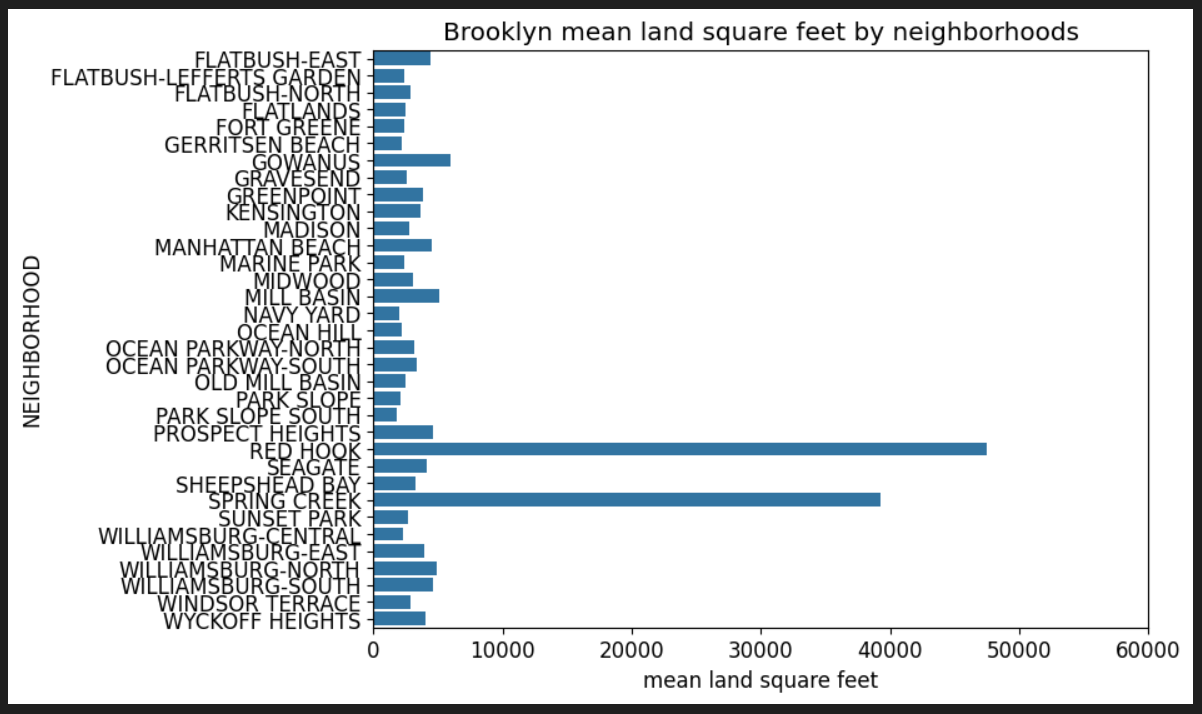 Brooklyn mean land square feet by neighborhoods
NEIGHBORHOOD
FLATBUSH-EAST
FLATBUSH-LEFFERTS GARDEN
FLATBUSH-NORTH
FLATLANDS
FORT GREENE
GERRITSEN BEACH
GOWANUS
GRAVESEND
GREENPOINT
KENSINGTON
MADISON
MANHATTAN BEACH
MARINE PARK
MIDWOOD
MILL BASIN
NAVY YARD
OCEAN HILL
OCEAN PARKWAY-NORTH
OCEAN PARKWAY-SOUTH
OLD MILL BASIN
PARK SLOPE
PARK SLOPE SOUTH
PROSPECT HEIGHTS
RED HOOK
SEAGATE
SHEEPSHEAD BAY
SPRING CREEK
SUNSET PARK
WILLIAMSBURG-CENTRAL
WILLIAMSBURG-EAST
WILLIAMSBURG-NORTH
WILLIAMSBURG-SOUTH
WINDSOR TERRACE
WYCKOFF HEIGHTS
0 10000 20000 30000 40000 50000 60000
mean land square feet